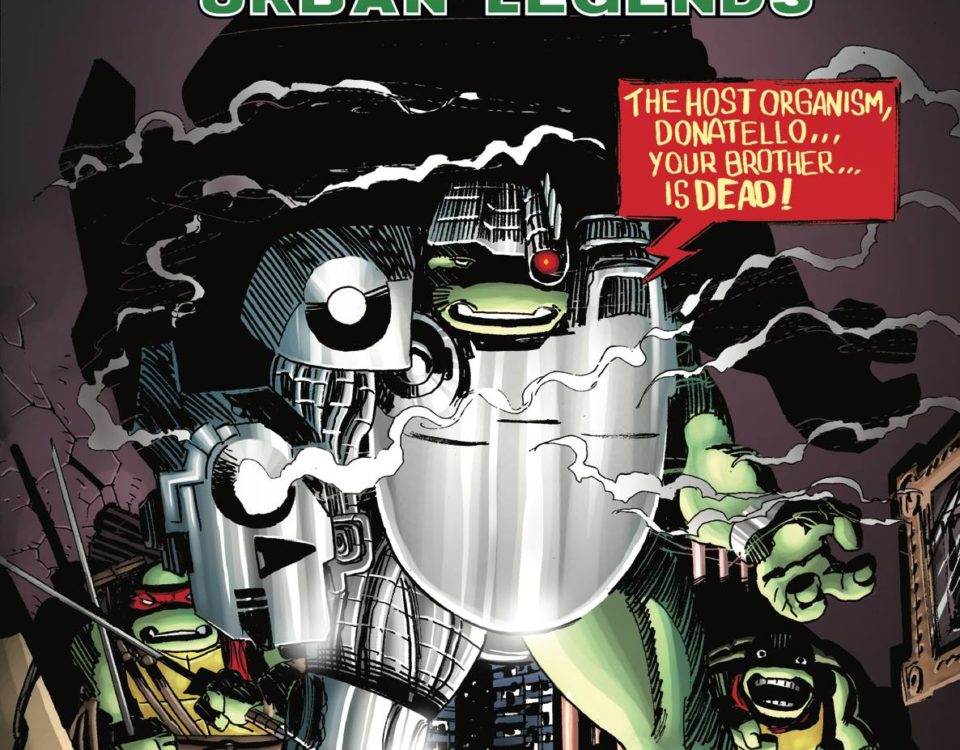 URBAN LEGENDS
THE HOST ORGANISM,
DONATELLO...
YOUR BROTHER...
IS DEAD!